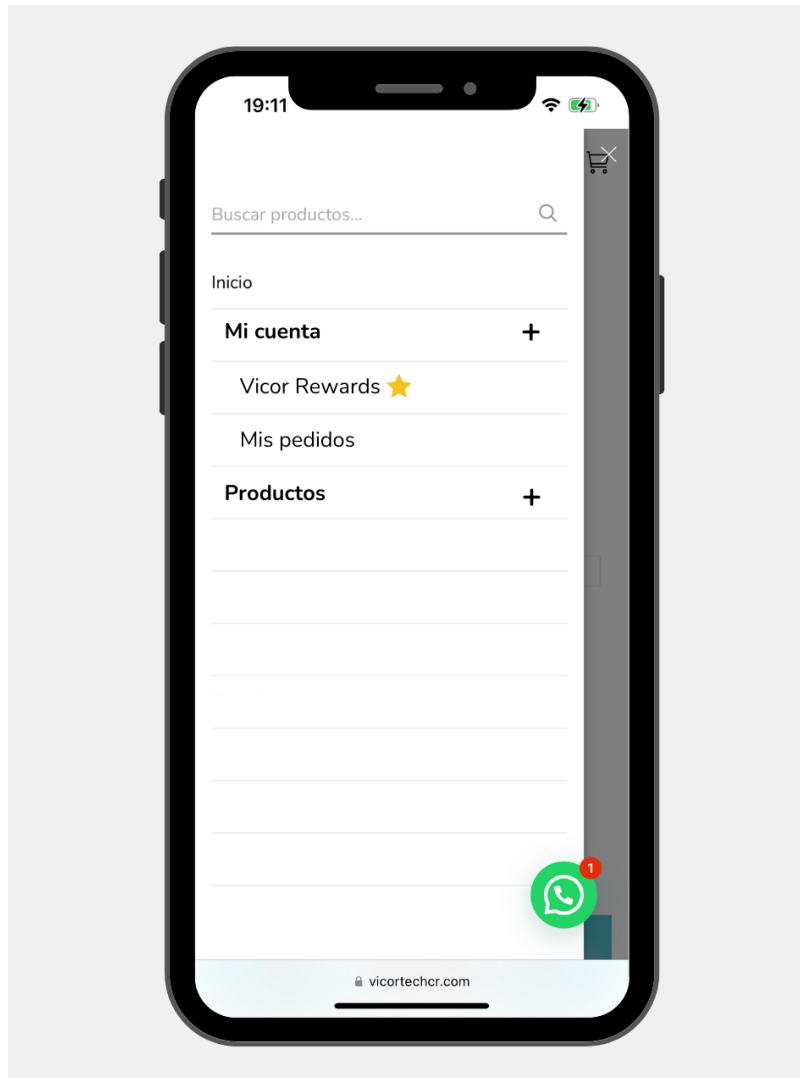 19:11
Buscar productos...
Inicio
Mi cuenta +
Vicor Rewards
Mis pedidos
Productos +
1
vicortechcr.com